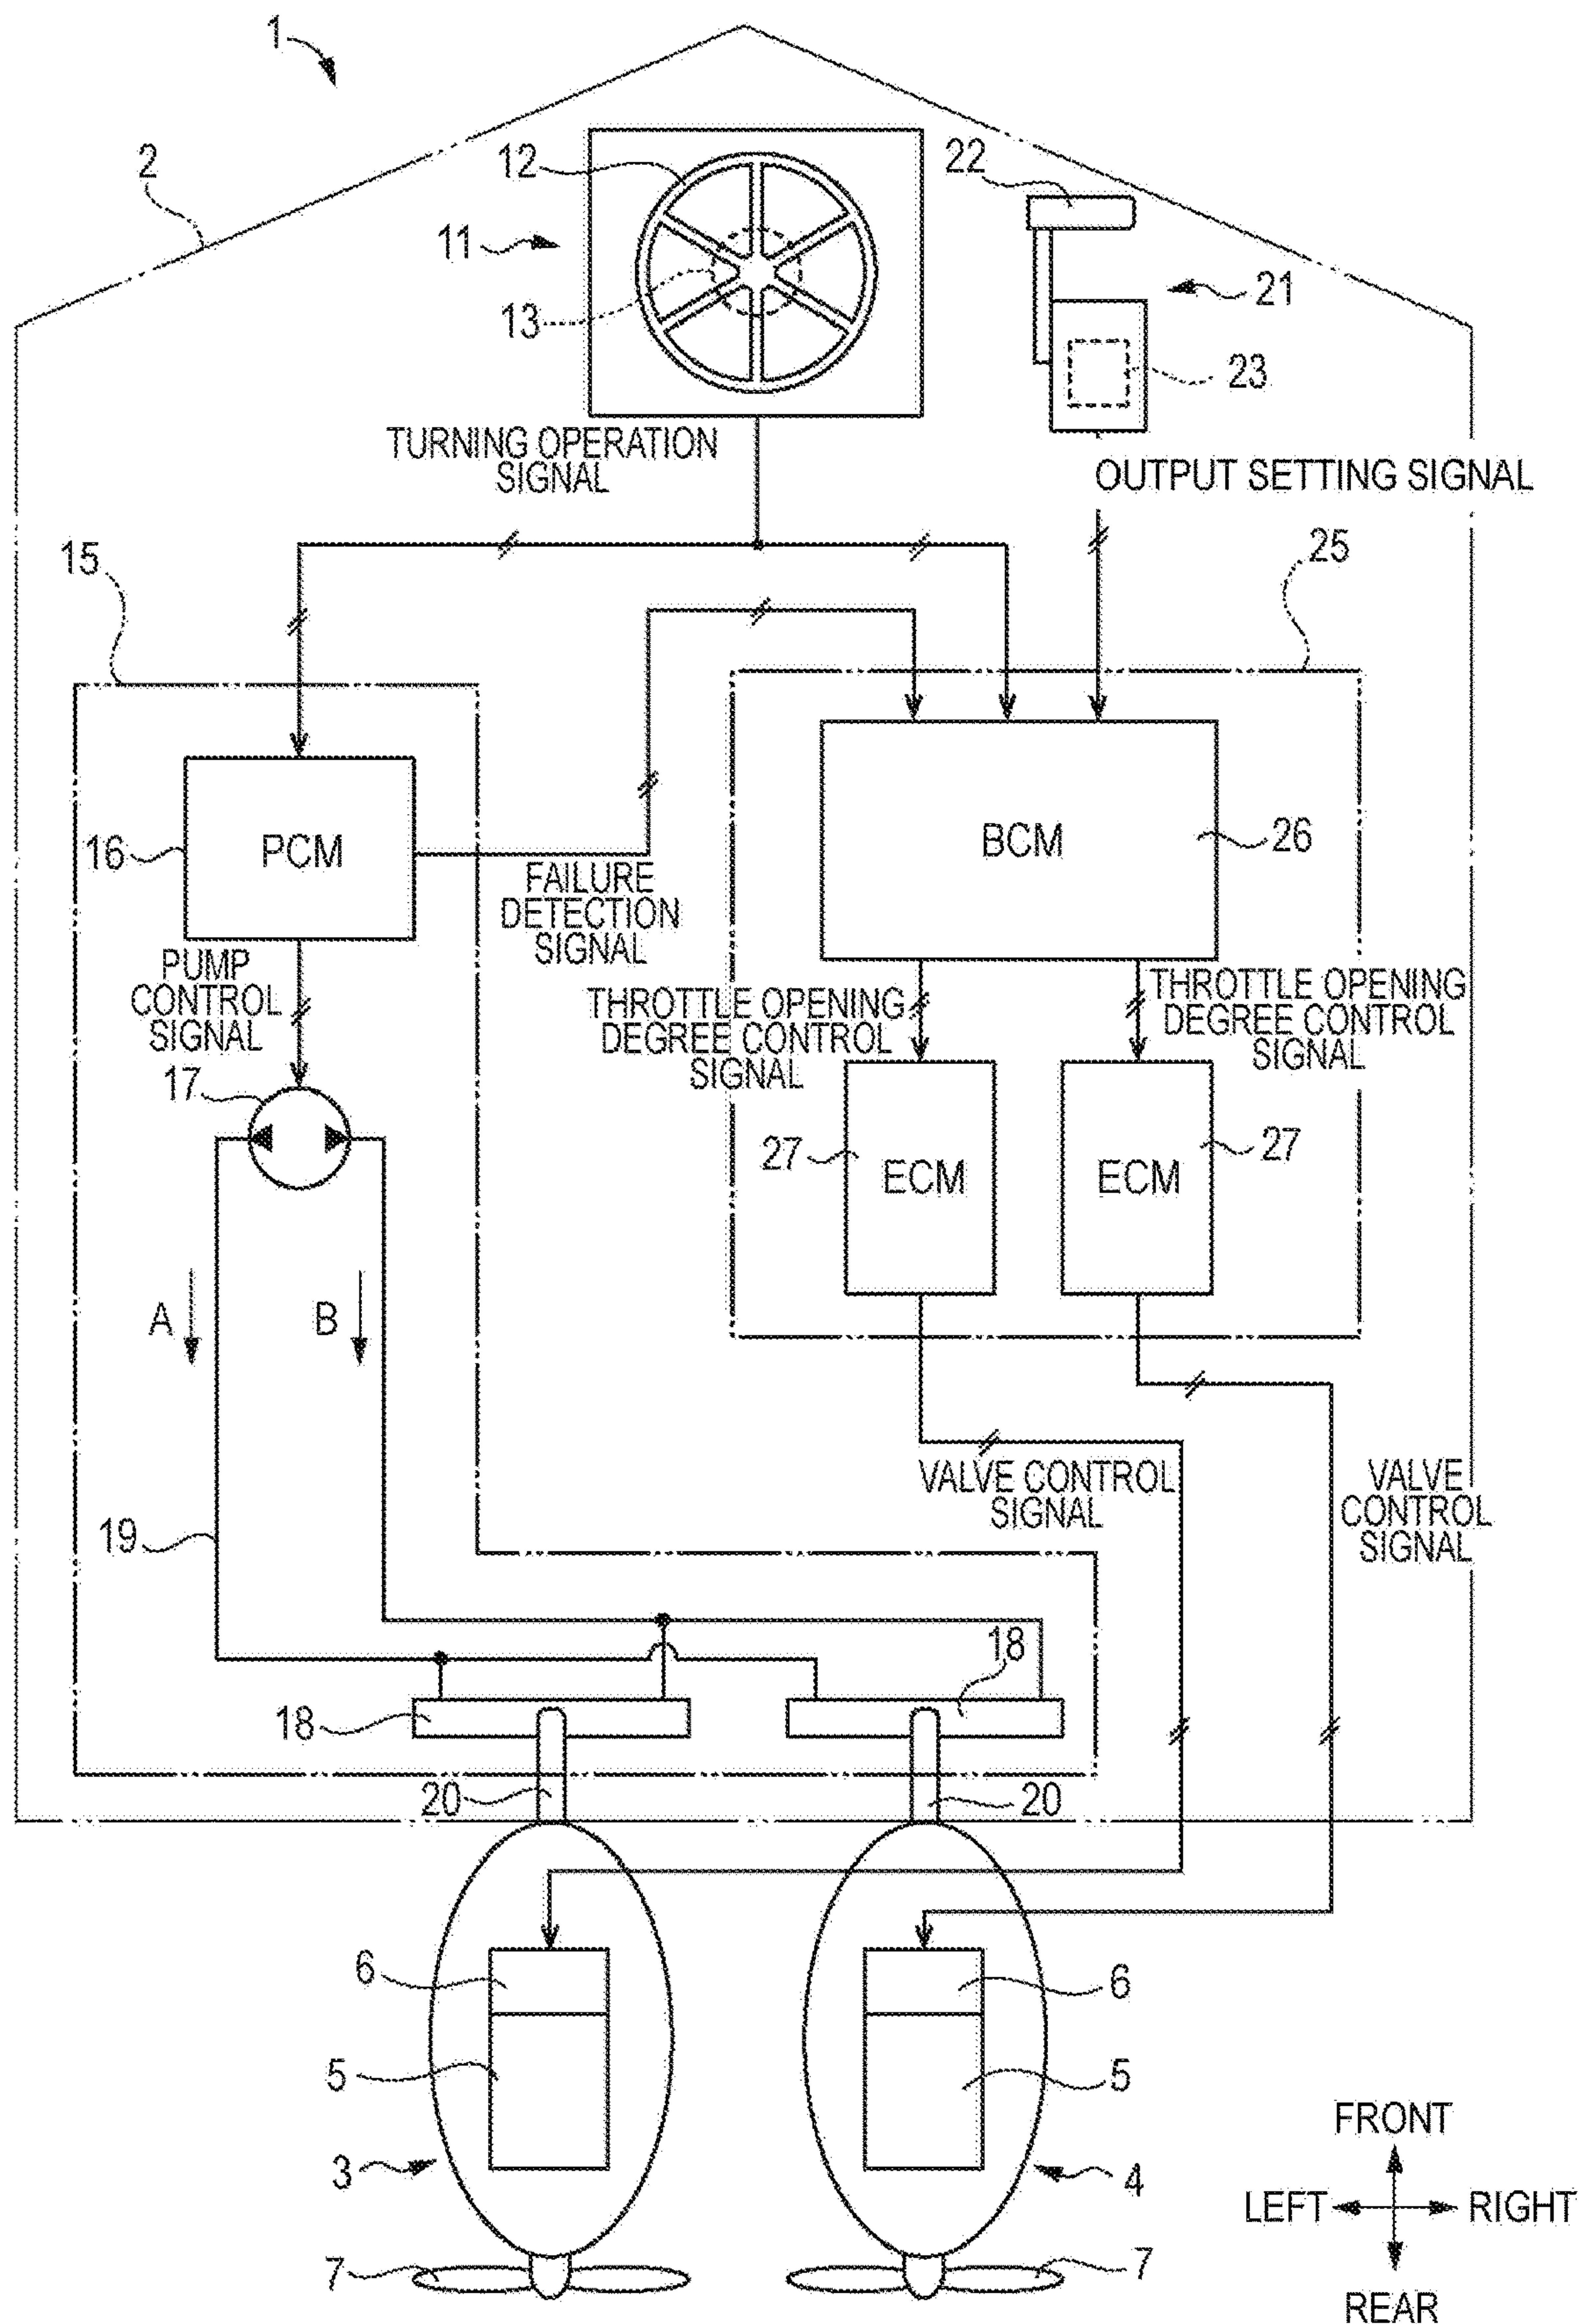 1
2
12
22
11
21
13
23
TURNING OPERATION
SIGNAL
OUTPUT SETTING SIGNAL
15
25
16
PCM
BCM
26
FAILURE
DETECTION
SIGNAL
PUMP
CONTROL
SIGNAL
THROTTLE OPENING
DEGREE CONTROL
SIGNAL
THROTTLE OPENING
DEGREE CONTROL
SIGNAL
17
27
ECM
ECM
27
A
B
VALVE CONTROL
SIGNAL
VALVE
CONTROL
SIGNAL
19
18
18
20
20
6
6
5
5
3
4
7
7
FRONT
LEFT
RIGHT
REAR